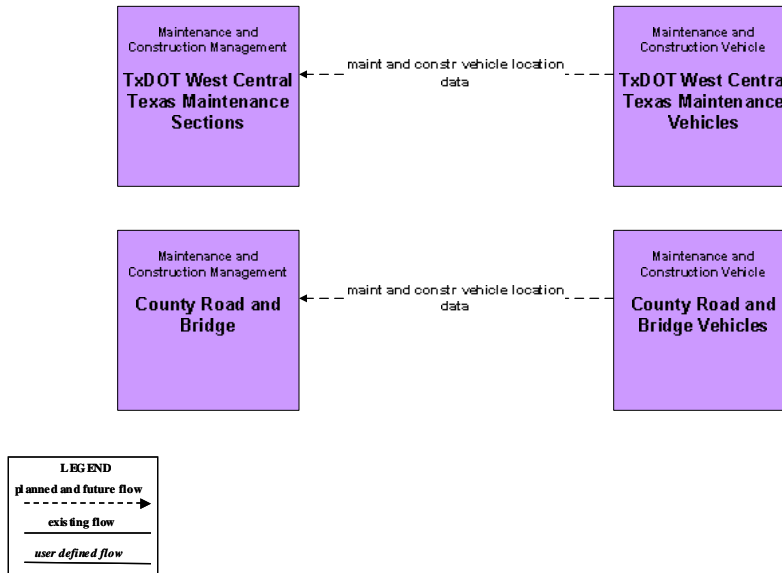 Maintenance and
Construction Management
TxDOT West Central
Texas Maintenance
Sections
maint and constr vehicle location
data
Maintenance and
Construction Vehicle
TxDOT West Centra
Texas Maintenance
Vehicles
Maintenance and
Construction Management
County Road and
Bridge
maint and constr vehicle location
data
Maintenance and
Construction Vehicle
County Road and
Bridge Vehicles
LEGEND
planned and future flow
existing flow
user defined flow